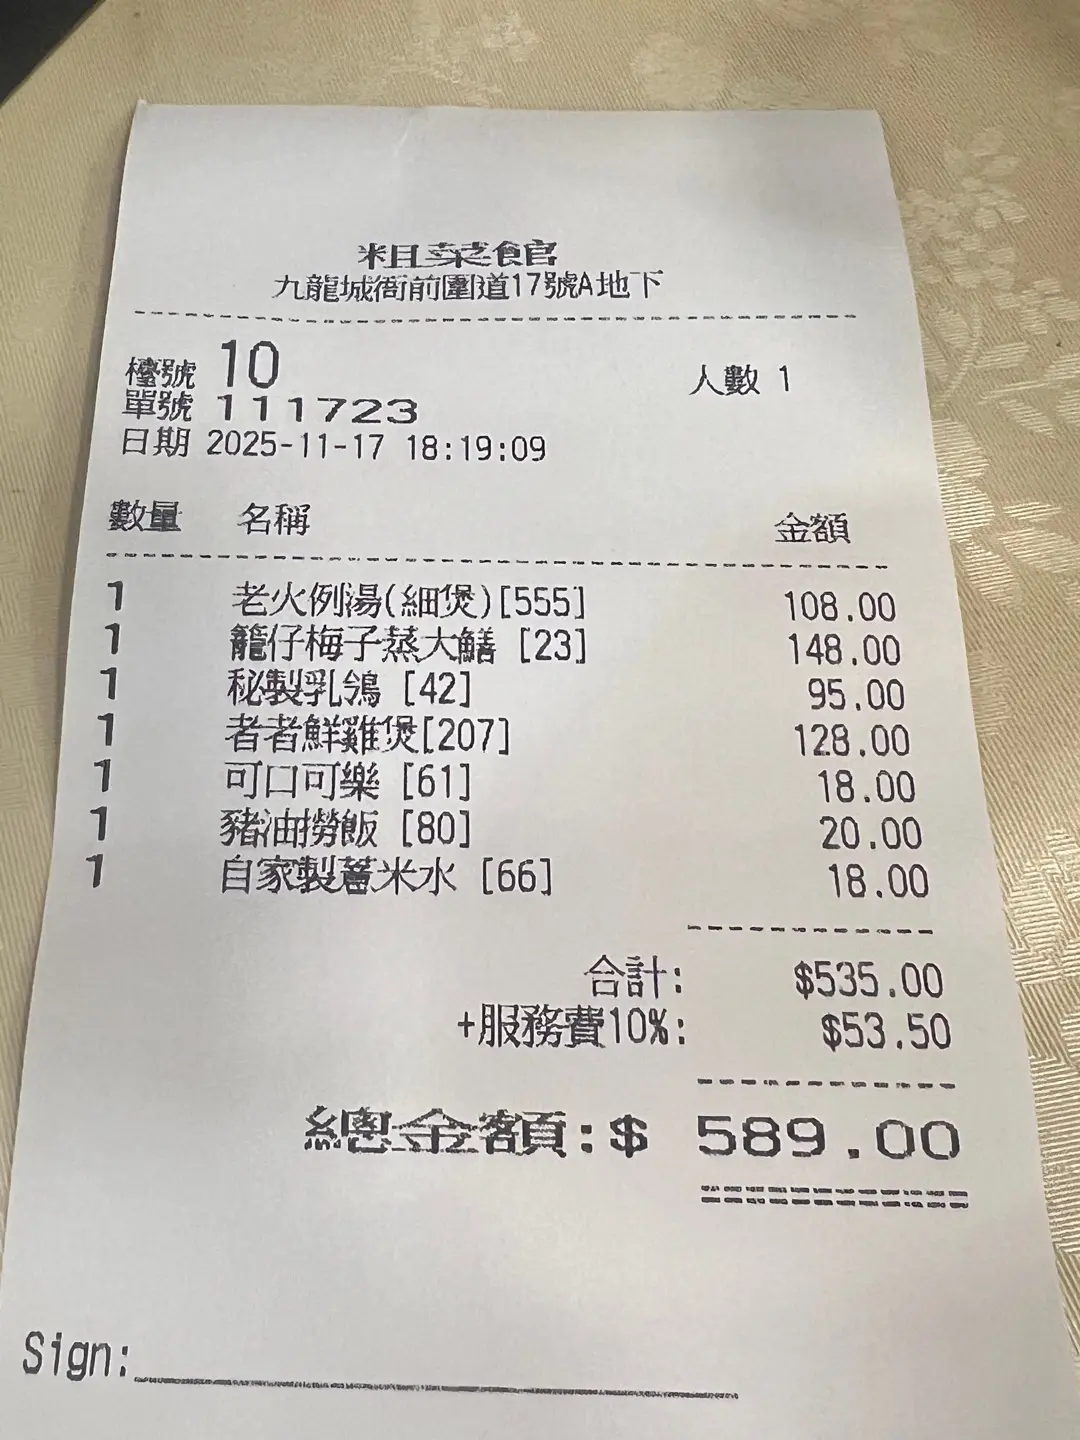 粗菜館
九龍城衙前圍道17號A地下
檯號 10 人數 1
單號 111723
日期 2025-11-17 18:19:09
數量 名稱 金額
1 老火例湯(細煲)[555] 108.00
1 籠仔梅子蒸大鱔 [23] 148.00
1 秘製乳鴿 [42] 95.00
1 者者鮮雞煲[207] 128.00
1 可口可樂 [61] 18.00
1 豬油撈飯 [80] 20.00
1 自家製薏米水 [66] 18.00
合計: $535.00
+服務費10%: $53.50
總金額:$ 589.00
Sign: